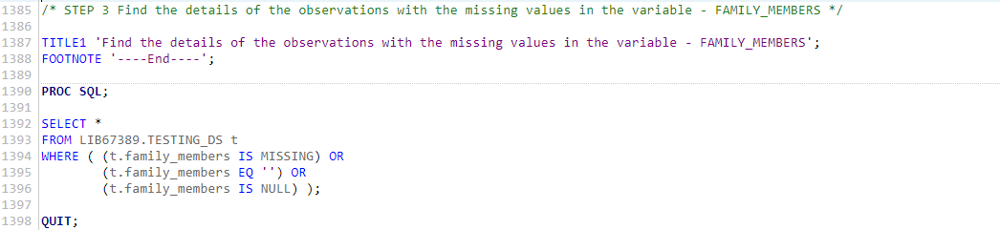 1385 /* STEP 3 Find the details of the observations with the missing values in the variable - FAMILY_MEMBERS */
1386
1387 TITLE1 'Find the details of the observations with the missing values in the variable - FAMILY_MEMBERS';
1388 FOOTNOTE '----End----';
1389
1390 PROC SQL;
1391
1392 SELECT *
1393 FROM LIB67389.TESTING_DS t
1394 WHERE ( (t.family_members IS MISSING) OR
1395         (t.family_members EQ '') OR
1396         (t.family_members IS NULL) );
1397
1398 QUIT;